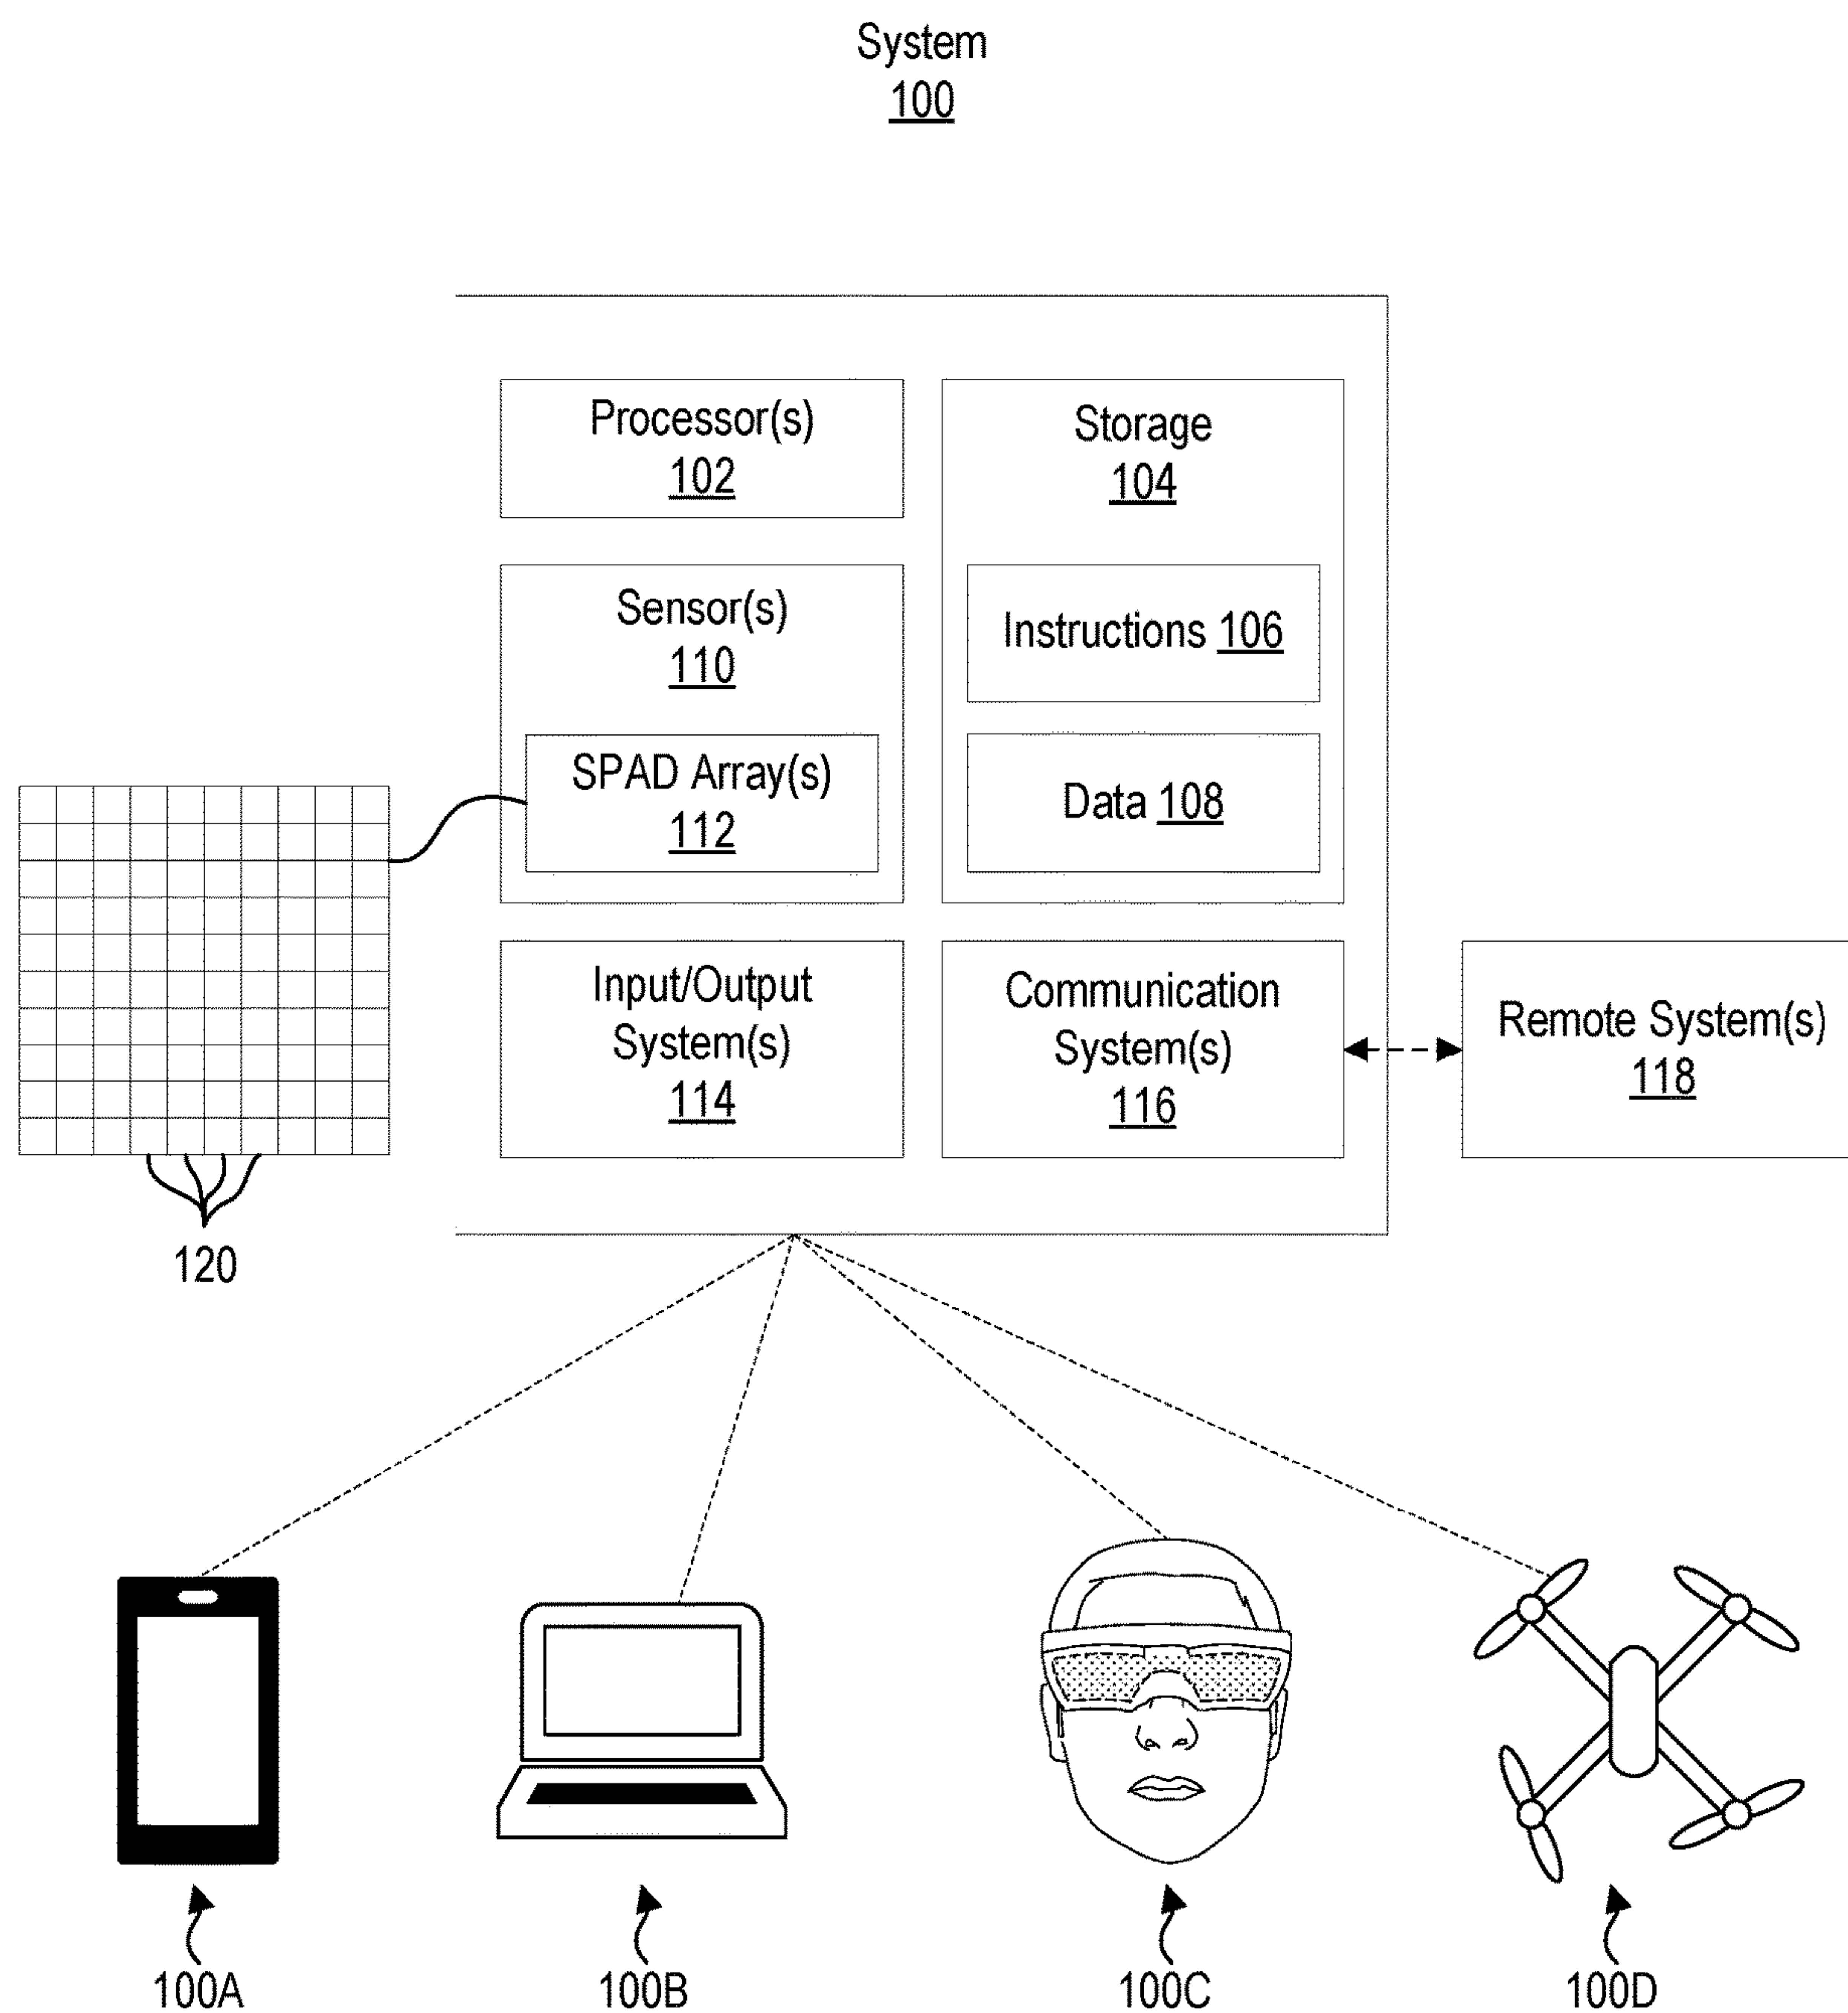 System
100
Processor(s)
102
Storage
104
Sensor(s)
110
Instructions 106
SPAD Array(s)
112
Data 108
Input/Output
System(s)
114
Communication
System(s)
116
Remote System(s)
118
120
100A
100B
100C
100D